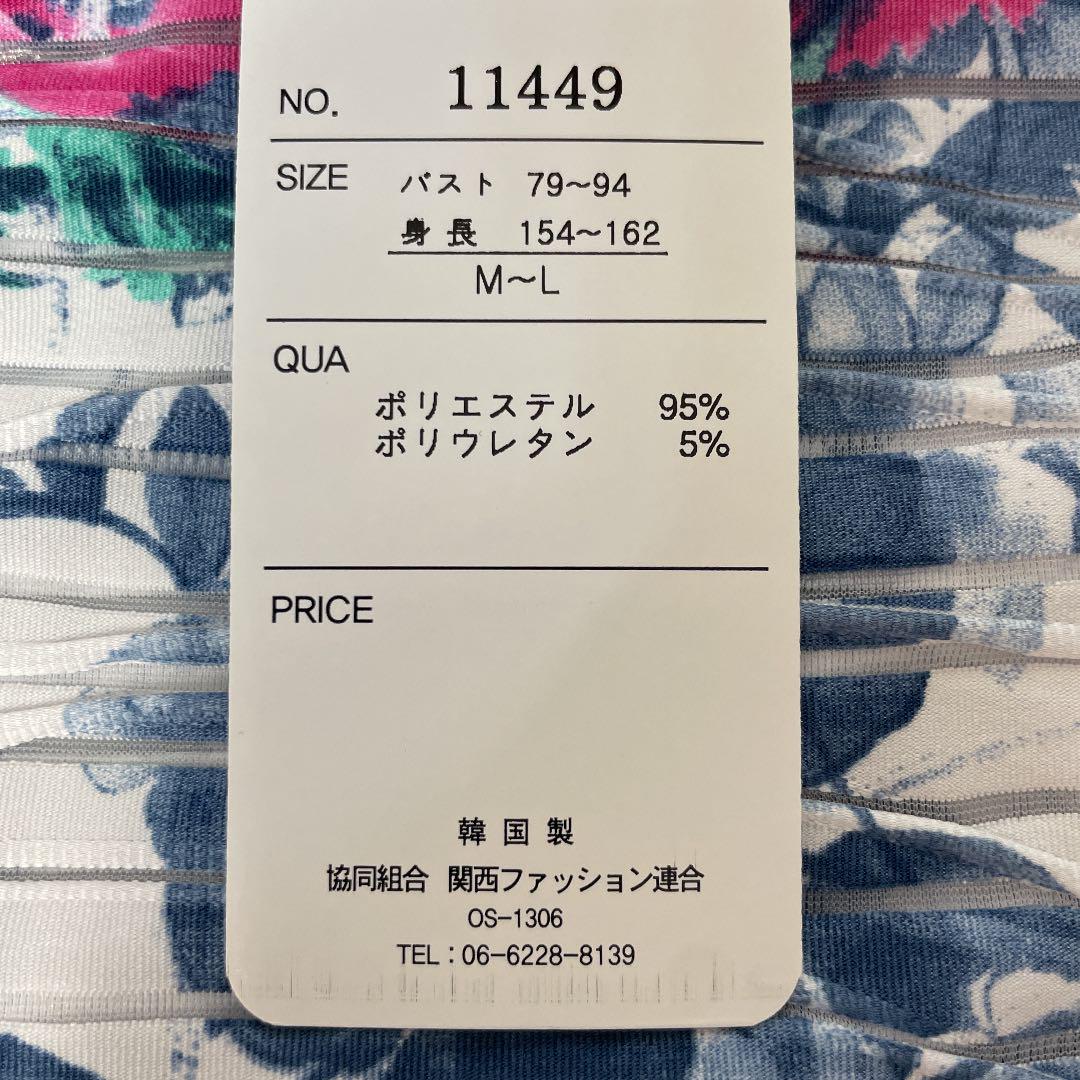 NO. 11449
SIZE バスト 79～94
身長 154～162
M～L
QUA
ポリエステル 95%
ポリウレタン 5%
PRICE
韓国製
協同組合 関西ファッション連合
OS-1306
TEL：06-6228-8139